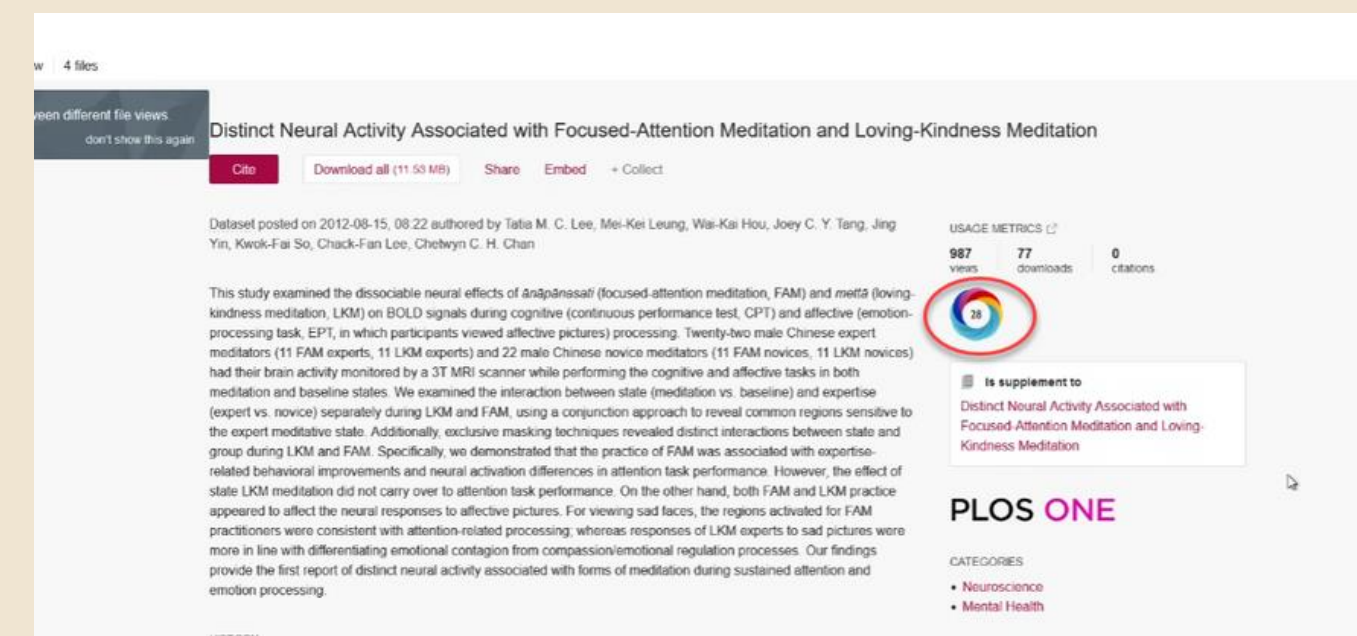 w 4 files
veen different file views.
don't show this again
Distinct Neural Activity Associated with Focused-Attention Meditation and Loving-Kindness Meditation
Cite Download all (11.53 MB) Share Embed + Collect
Dataset posted on 2012-08-15, 08:22 authored by Tatia M. C. Lee, Mei-Kei Leung, Wai-Kai Hou, Joey C. Y. Tang, Jing
Yin, Kwok-Fai So, Chack-Fan Lee, Chetwyn C. H. Chan
This study examined the dissociable neural effects of ānāpānasati (focused-attention meditation, FAM) and mettā (loving-
kindness meditation, LKM) on BOLD signals during cognitive (continuous performance test, CPT) and affective (emotion-
processing task, EPT, in which participants viewed affective pictures) processing. Twenty-two male Chinese expert
meditators (11 FAM experts, 11 LKM experts) and 22 male Chinese novice meditators (11 FAM novices, 11 LKM novices)
had their brain activity monitored by a 3T MRI scanner while performing the cognitive and affective tasks in both
meditation and baseline states. We examined the interaction between state (meditation vs. baseline) and expertise
(expert vs. novice) separately during LKM and FAM, using a conjunction approach to reveal common regions sensitive to
the expert meditative state. Additionally, exclusive masking techniques revealed distinct interactions between state and
group during LKM and FAM. Specifically, we demonstrated that the practice of FAM was associated with expertise-
related behavioral improvements and neural activation differences in attention task performance. However, the effect of
state LKM meditation did not carry over to attention task performance. On the other hand, both FAM and LKM practice
appeared to affect the neural responses to affective pictures. For viewing sad faces, the regions activated for FAM
practitioners were consistent with attention-related processing; whereas responses of LKM experts to sad pictures were
more in line with differentiating emotional contagion from compassion/emotional regulation processes. Our findings
provide the first report of distinct neural activity associated with forms of meditation during sustained attention and
emotion processing.
USAGE METRICS
987 77 0
views downloads citations
28
Is supplement to
Distinct Neural Activity Associated with
Focused-Attention Meditation and Loving-
Kindness Meditation
PLOS ONE
CATEGORIES
• Neuroscience
• Mental Health